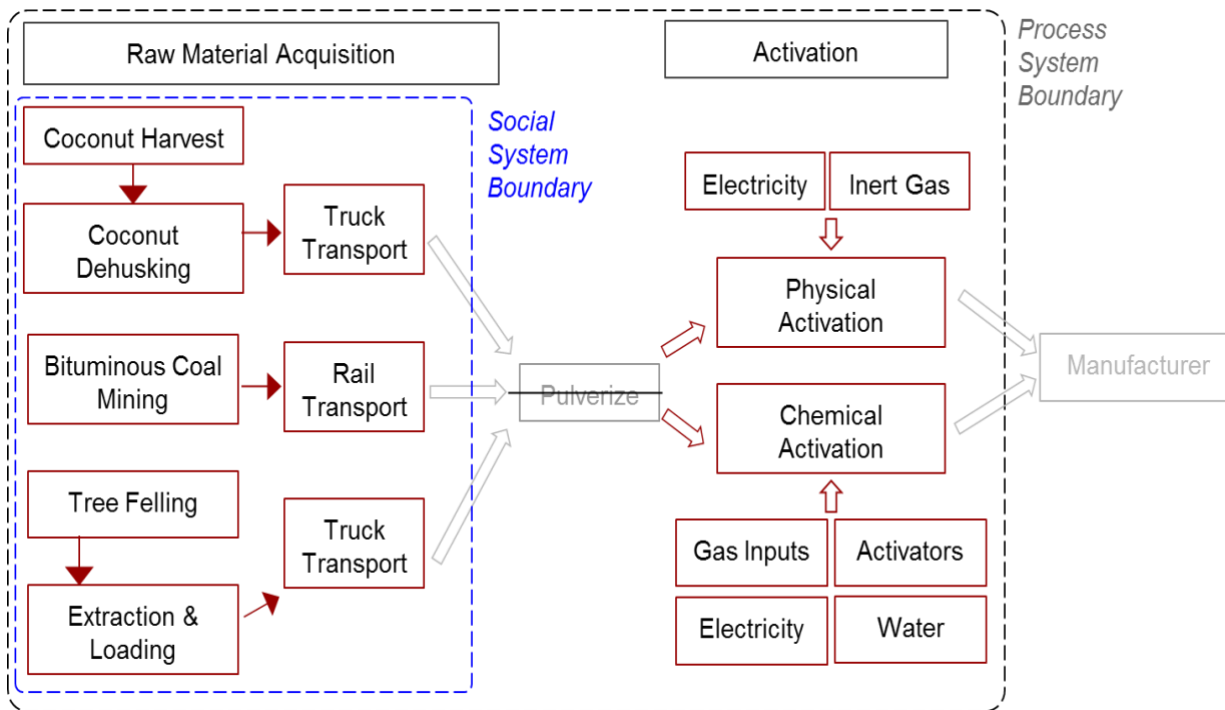 Raw Material Acquisition
Activation
Process
System
Boundary
Social
System
Boundary
Coconut Harvest
Coconut
Dehusking
Truck
Transport
Bituminous Coal
Mining
Rail
Transport
Tree Felling
Extraction &
Loading
Truck
Transport
Pulverize
Electricity
Inert Gas
Physical
Activation
Chemical
Activation
Gas Inputs
Activators
Electricity
Water
Manufacturer